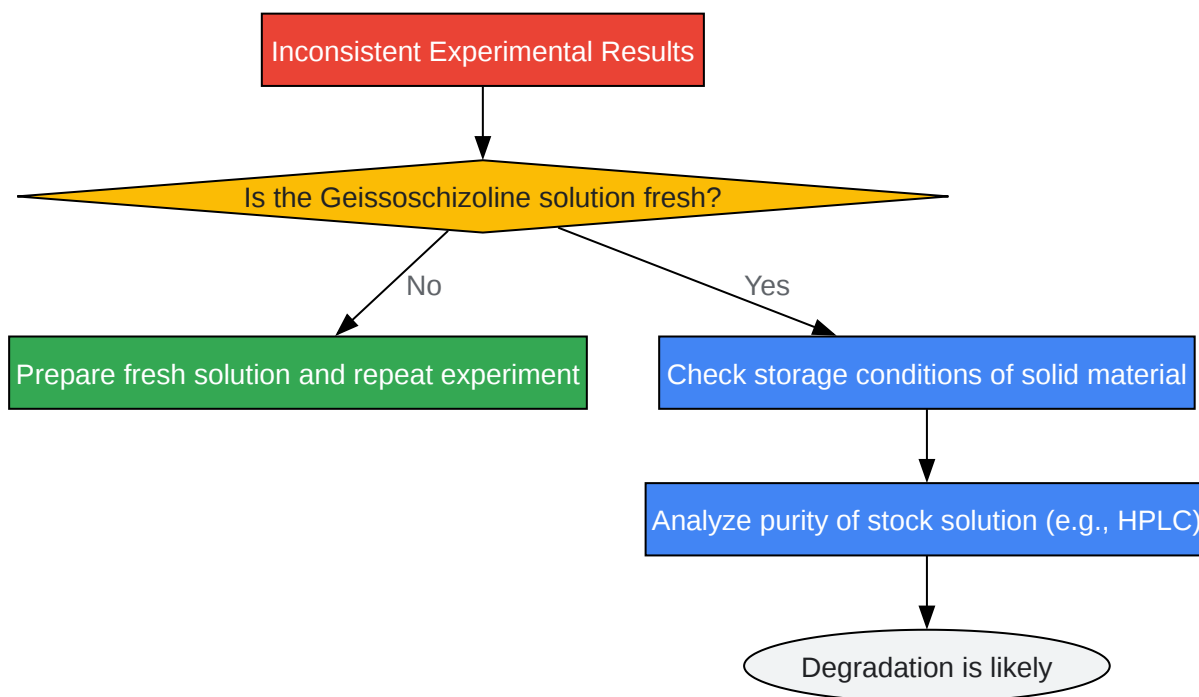 Inconsistent Experimental Results
Is the Geissoschizoline solution fresh?
No
Yes
Prepare fresh solution and repeat experiment
Check storage conditions of solid material
Analyze purity of stock solution (e.g., HPLC)
Degradation is likely